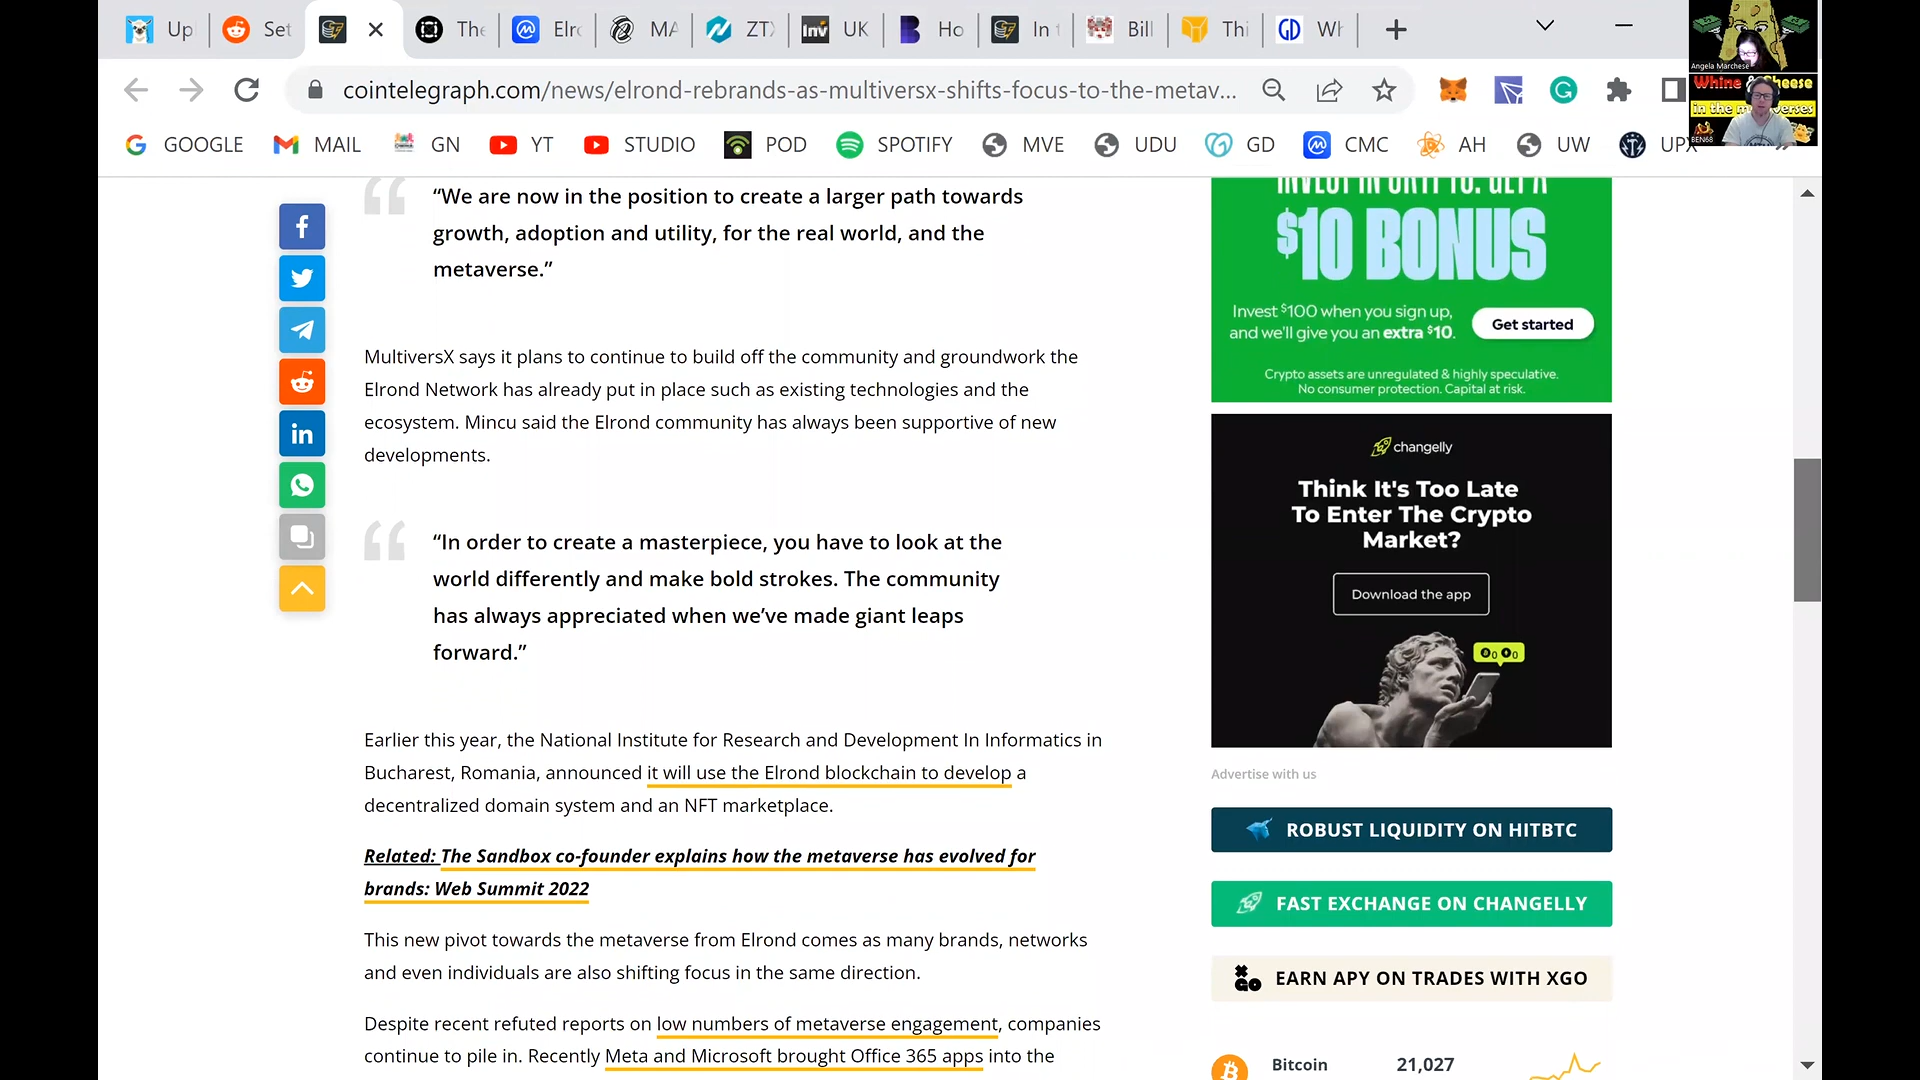 Up
Set
The
Elro
MA
ZTX
UK
Ho
In t
Bill
Thi
GD
Wh
cointelegraph.com/news/elrond-rebrands-as-multiversx-shifts-focus-to-the-metav...
Angela Marchese
Whine & Cheese
in the
BEN68
GOOGLE
MAIL
GN
YT
STUDIO
POD
SPOTIFY
MVE
UDU
GD
CMC
AH
UW
UPX
“We are now in the position to create a larger path towards
growth, adoption and utility, for the real world, and the
metaverse.”
MultiversX says it plans to continue to build off the community and groundwork the
Elrond Network has already put in place such as existing technologies and the
ecosystem. Mincu said the Elrond community has always been supportive of new
developments.
“In order to create a masterpiece, you have to look at the
world differently and make bold strokes. The community
has always appreciated when we’ve made giant leaps
forward.”
Earlier this year, the National Institute for Research and Development In Informatics in
Bucharest, Romania, announced it will use the Elrond blockchain to develop a
decentralized domain system and an NFT marketplace.
Related: The Sandbox co-founder explains how the metaverse has evolved for
brands: Web Summit 2022
This new pivot towards the metaverse from Elrond comes as many brands, networks
and even individuals are also shifting focus in the same direction.
Despite recent refuted reports on low numbers of metaverse engagement, companies
continue to pile in. Recently Meta and Microsoft brought Office 365 apps into the
INVEST IN CRYPTO. GET A
$10 BONUS
Invest $100 when you sign up,
and we'll give you an extra $10.
Get started
Crypto assets are unregulated & highly speculative.
No consumer protection. Capital at risk.
changelly
Think It's Too Late
To Enter The Crypto
Market?
Download the app
Advertise with us
ROBUST LIQUIDITY ON HITBTC
FAST EXCHANGE ON CHANGELLY
EARN APY ON TRADES WITH XGO
Bitcoin 21,027